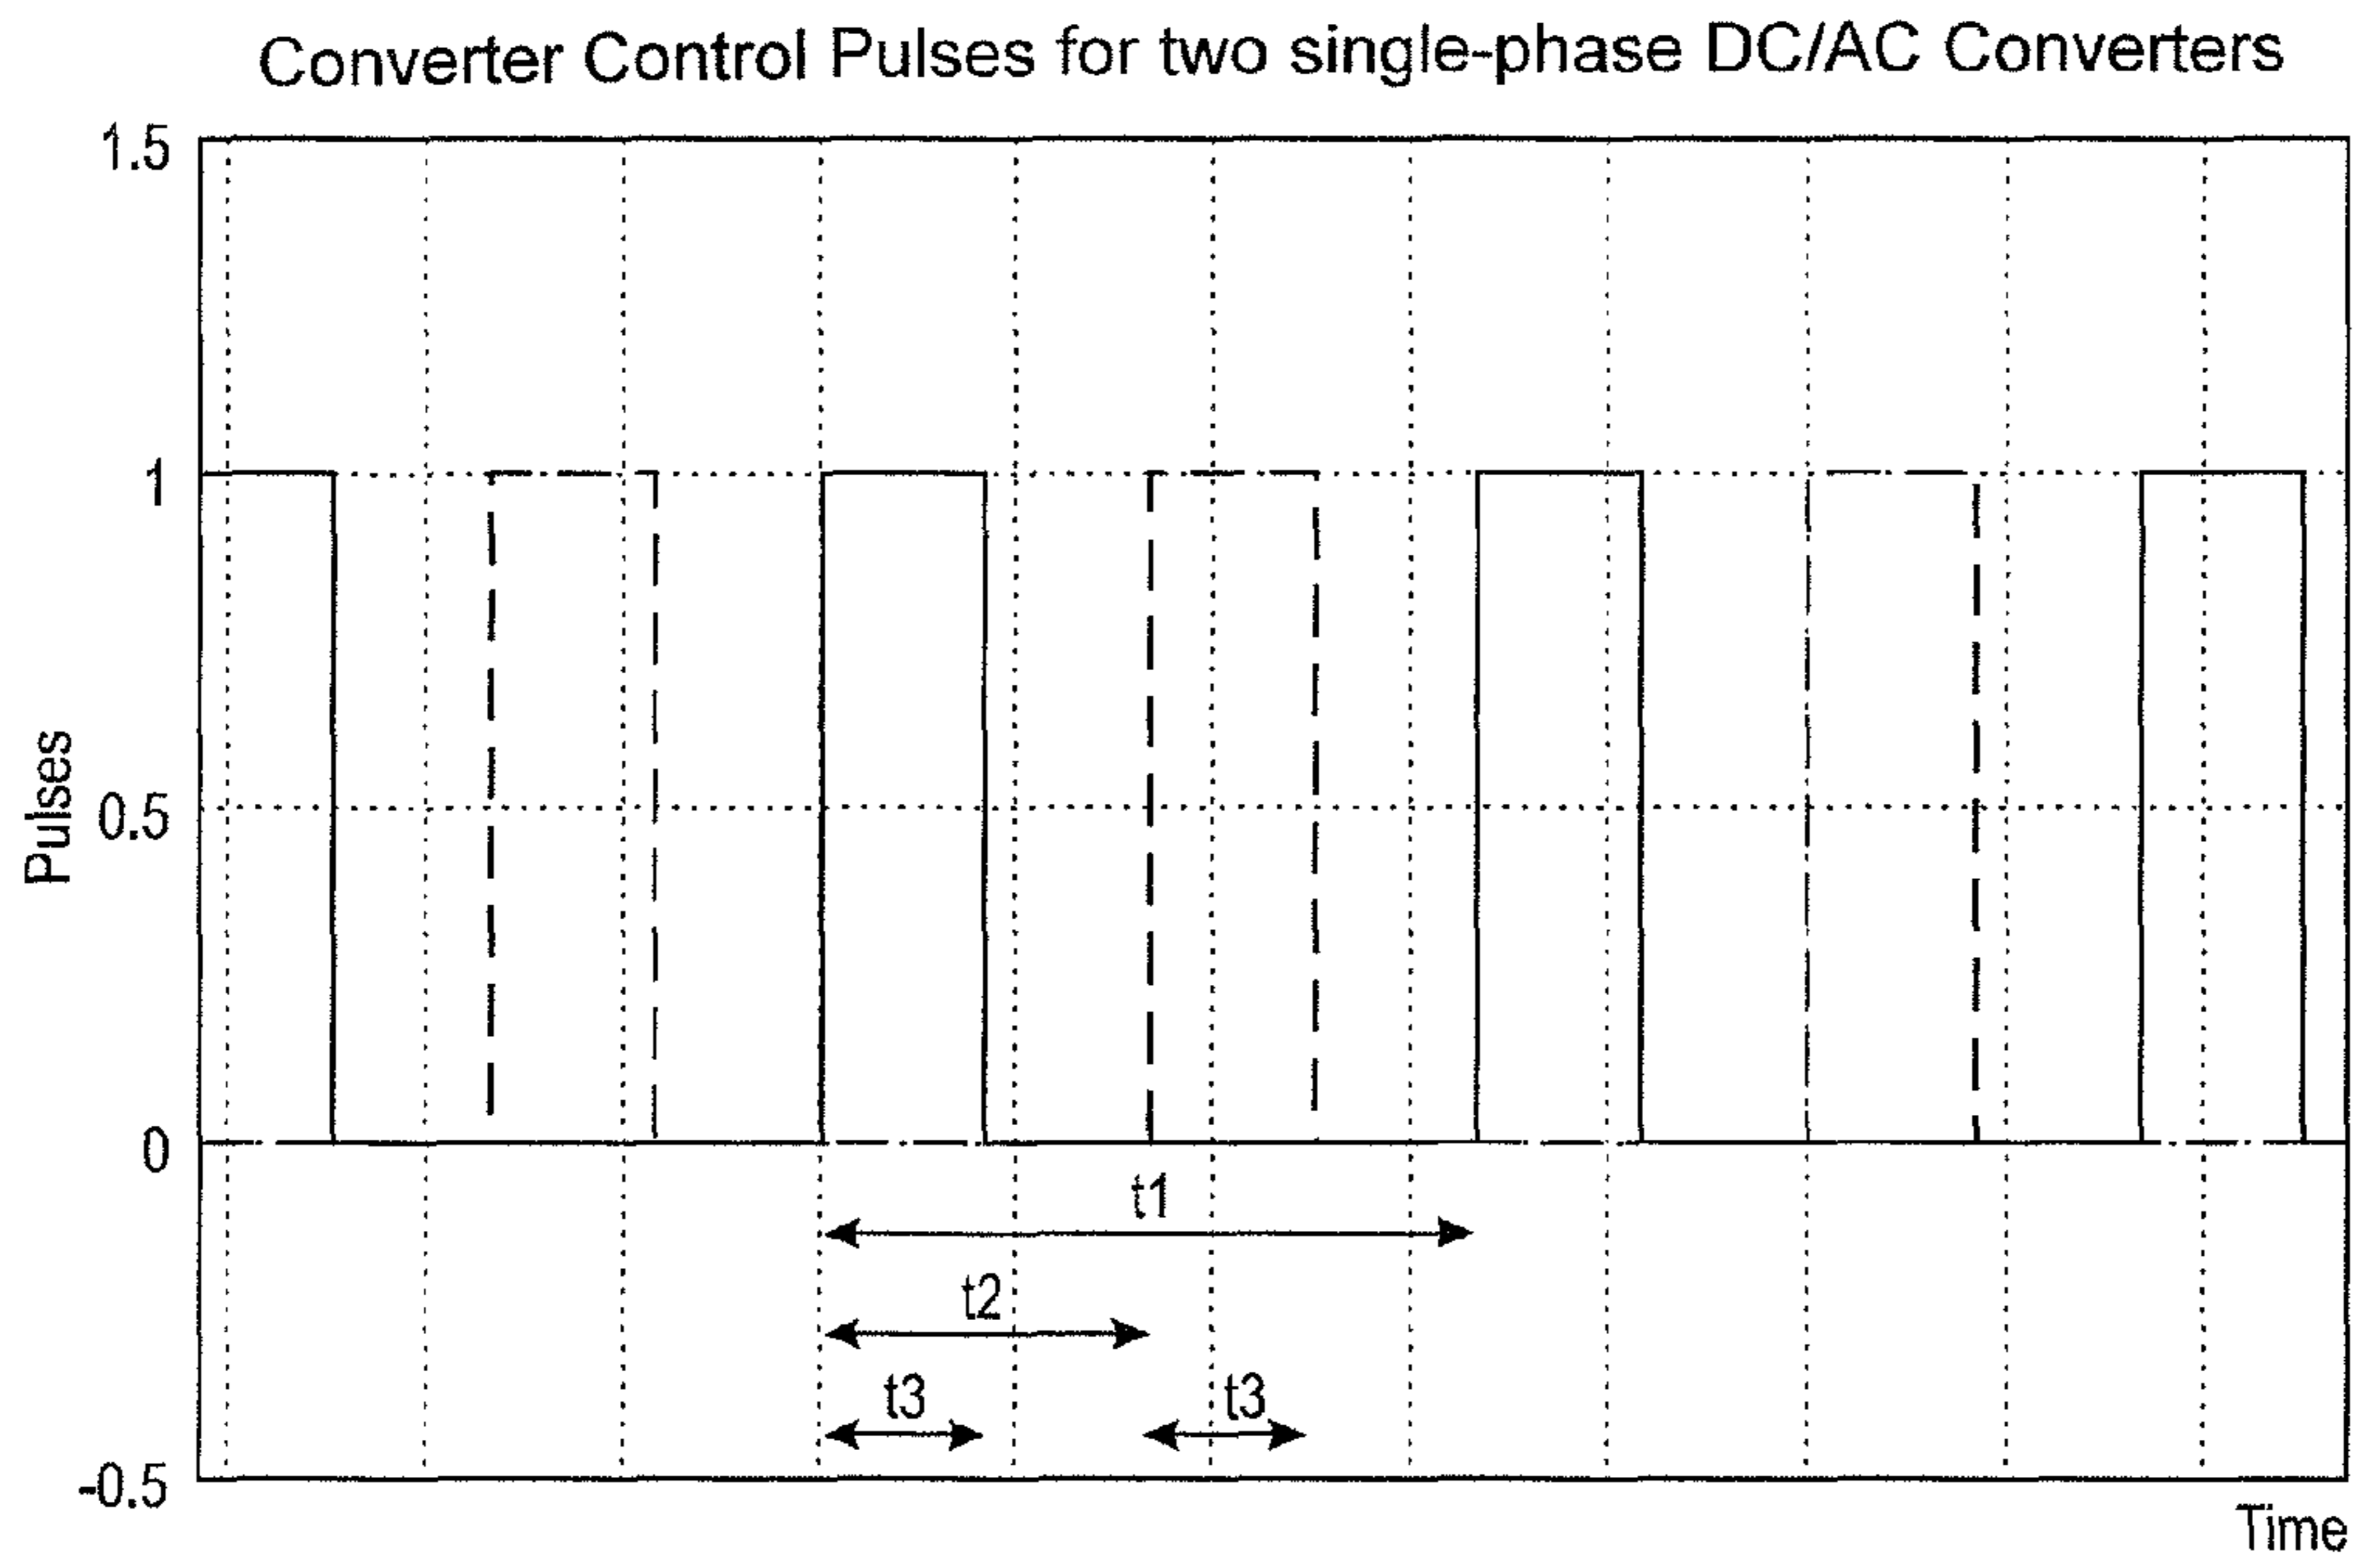 Converter Control Pulses for two single-phase DC/AC Converters
1.5
1
0.5
0
-0.5
Pulses
t1
t2
t3 t3
Time